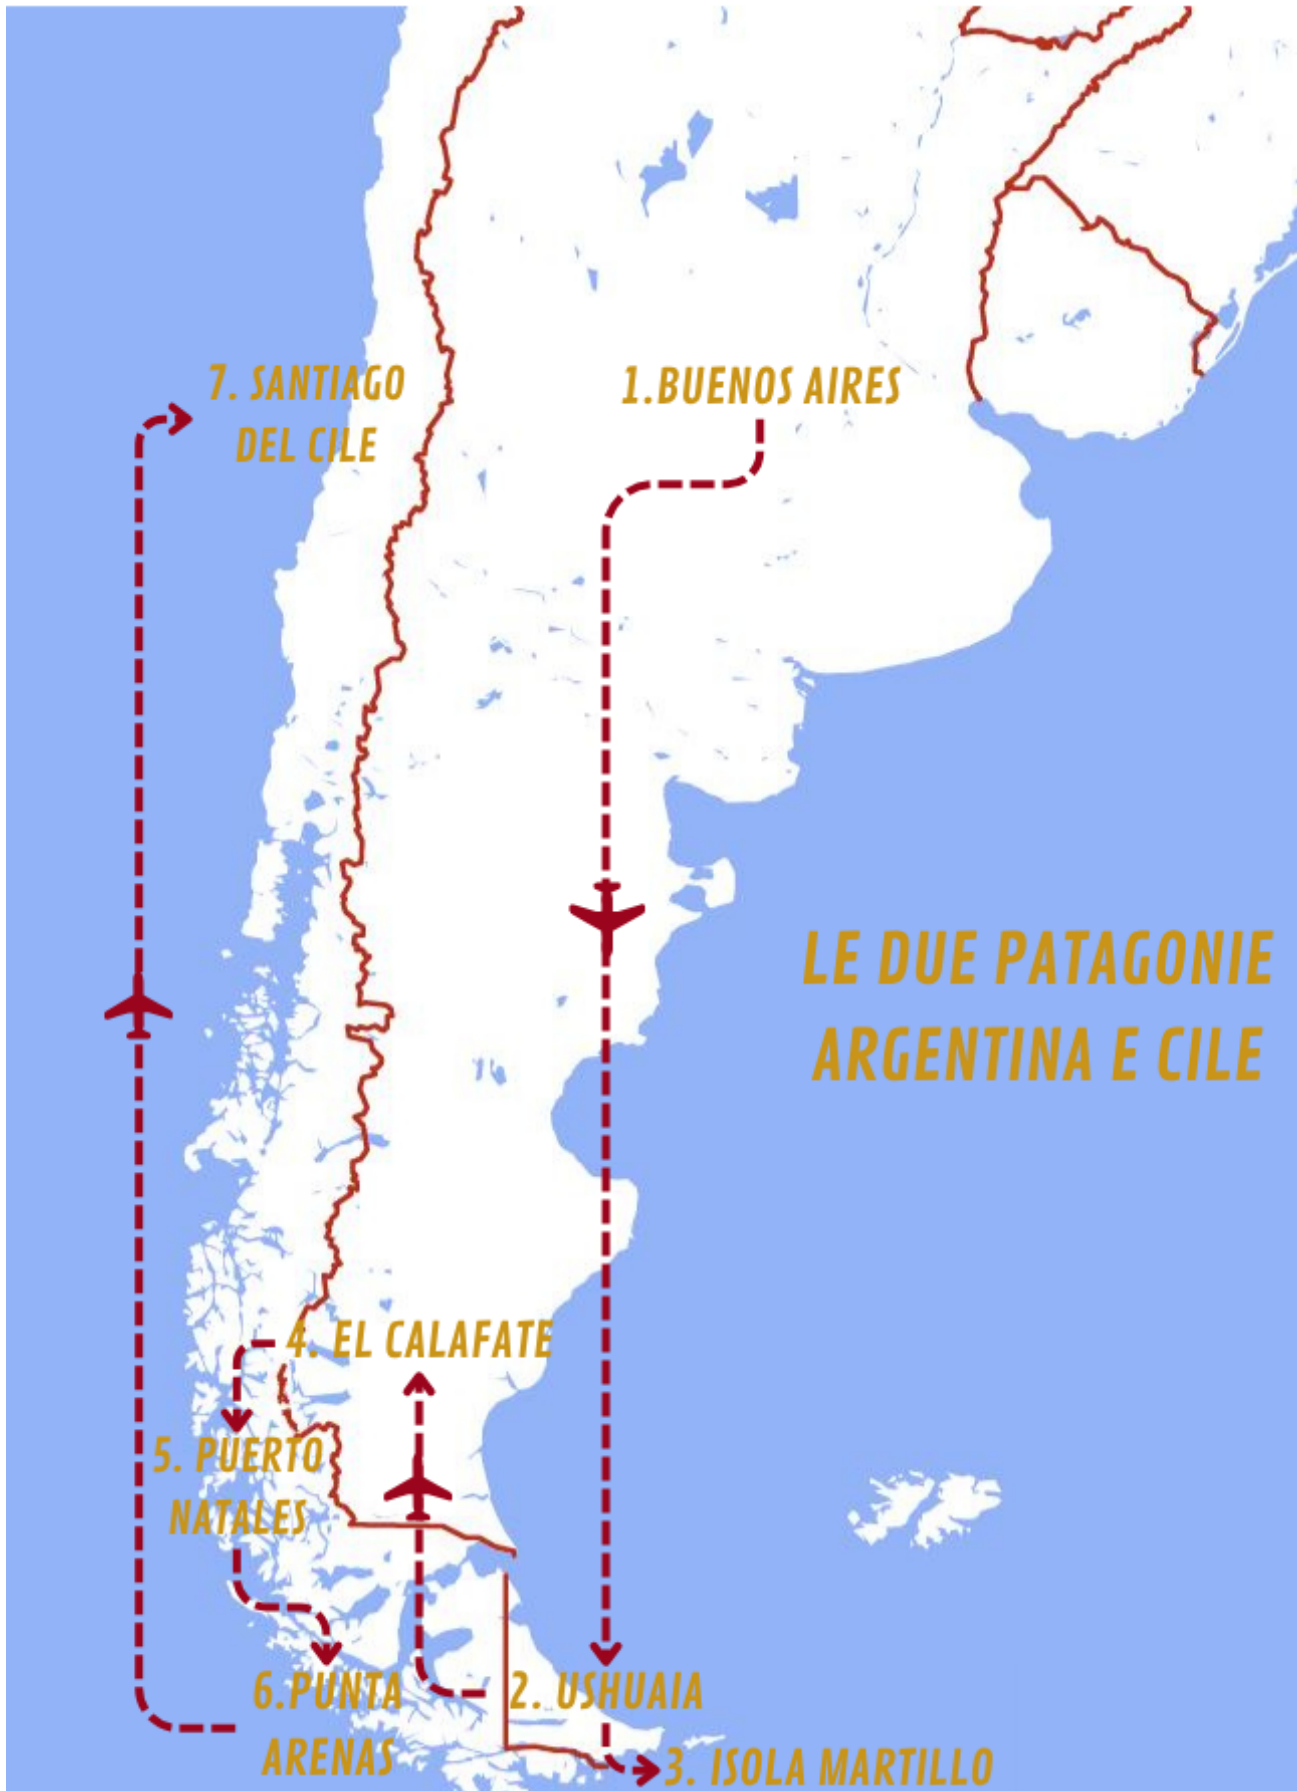 7. SANTIAGO
DEL CILE
1.BUENOS AIRES
LE DUE PATAGONIE
ARGENTINA E CILE
4. EL CALAFATE
5. PUERTO
NATALES
6.PUNTA
ARENAS
2. USHUAIA
3. ISOLA MARTILLO